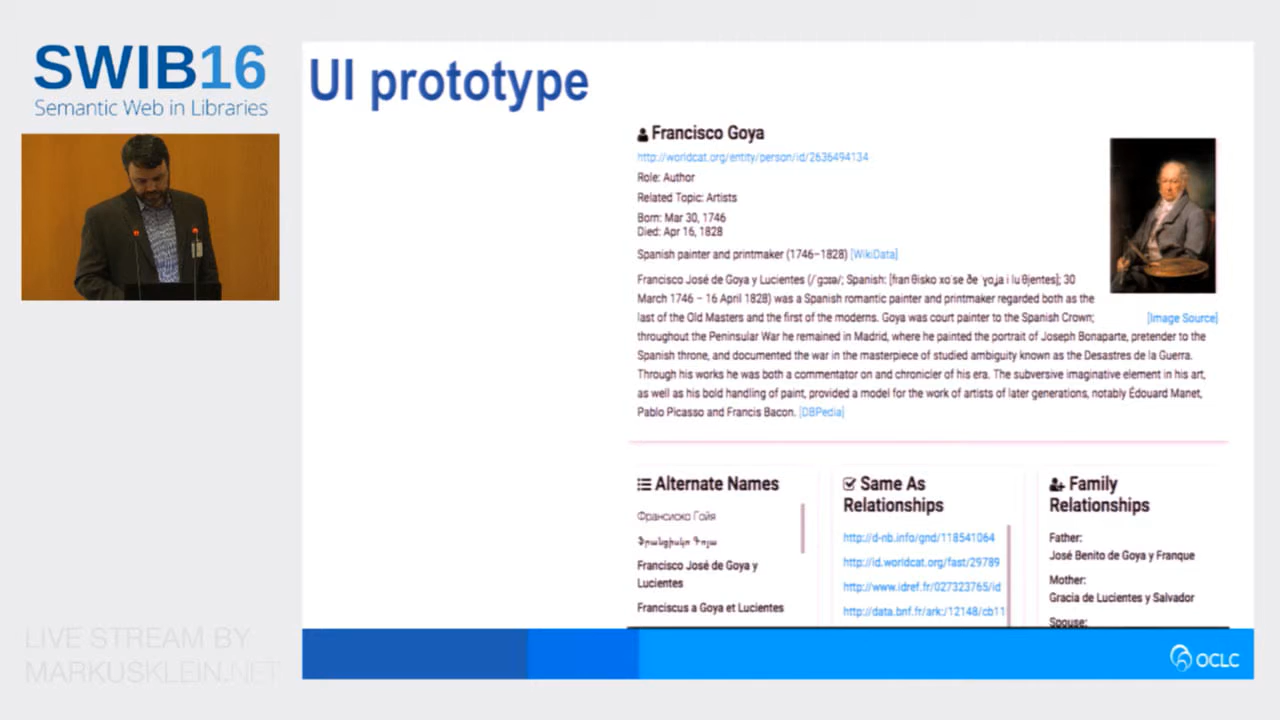 SWIB16
Semantic Web in Libraries
UI prototype
Francisco Goya
http://worldcat.org/entity/person/id/2636494134
Role: Author
Related Topic: Artists
Born: Mar 30, 1746
Died: Apr 16, 1828
Spanish painter and printmaker (1746–1828) [WikiData]
Francisco José de Goya y Lucientes (/ˈɡɔɪə/; Spanish: [fɾanˈθisko xoˈse ðe ˈɣoʝa i luˈθjentes]; 30
March 1746 – 16 April 1828) was a Spanish romantic painter and printmaker regarded both as the
last of the Old Masters and the first of the moderns. Goya was court painter to the Spanish Crown;
throughout the Peninsular War he remained in Madrid, where he painted the portrait of Joseph Bonaparte, pretender to the
Spanish throne, and documented the war in the masterpiece of studied ambiguity known as the Desastres de la Guerra.
Through his works he was both a commentator on and chronicler of his era. The subversive imaginative element in his art,
as well as his bold handling of paint, provided a model for the work of artists of later generations, notably Édouard Manet,
Pablo Picasso and Francis Bacon. [DBPedia]
[Image Source]
Alternate Names
Франсиско Гойя
Ֆրանցիսկո Գոյա
Francisco José de Goya y
Lucientes
Franciscus a Goya et Lucientes
Same As
Relationships
http://d-nb.info/gnd/118541064
http://id.worldcat.org/fast/29789
http://www.idref.fr/027323765/id
http://data.bnf.fr/ark:/12148/cb11
Family
Relationships
Father:
José Benito de Goya y Franque
Mother:
Gracia de Lucientes y Salvador
Spouse:
LIVE STREAM BY
MARKUSKLEIN.NET
OCLC